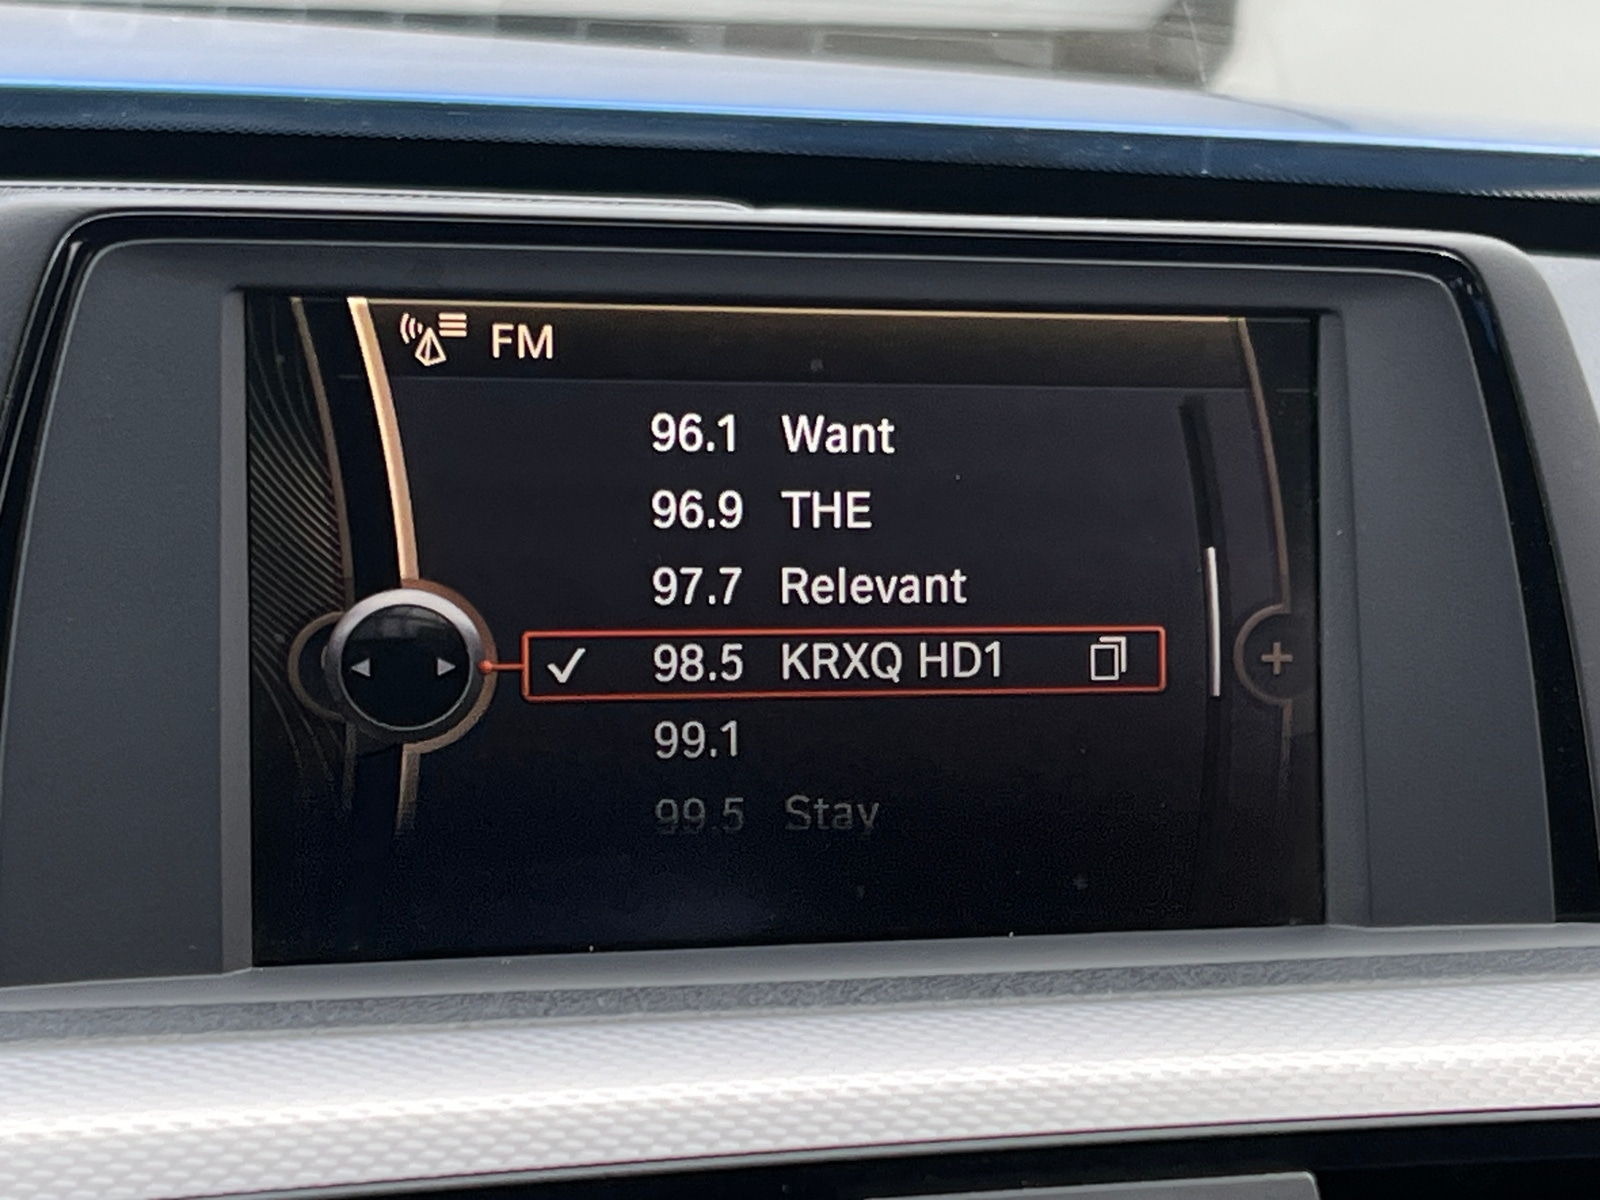 FM
96.1 Want
96.9 THE
97.7 Relevant
98.5 KRXQ HD1
99.1
99.5 Stay